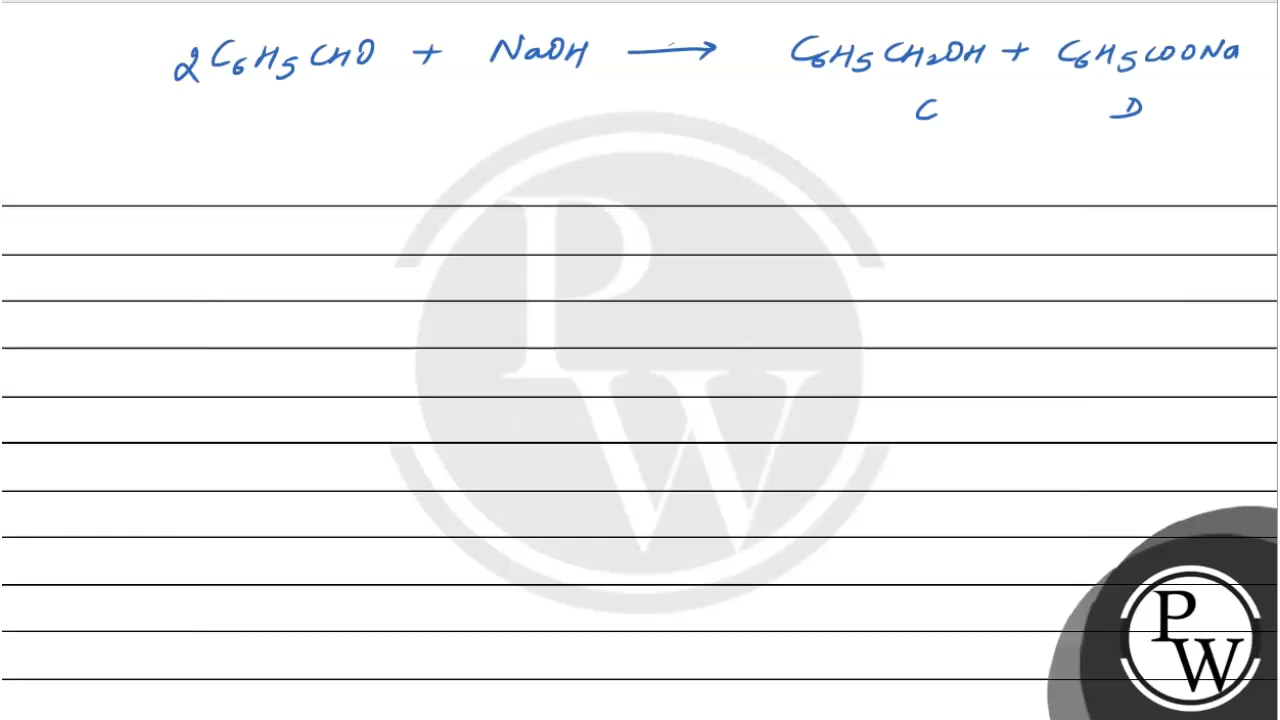 2C₆H₅CHO + NaOH ⟶ C₆H₅CH₂OH + C₆H₅COONa
C D
P
W
P
W